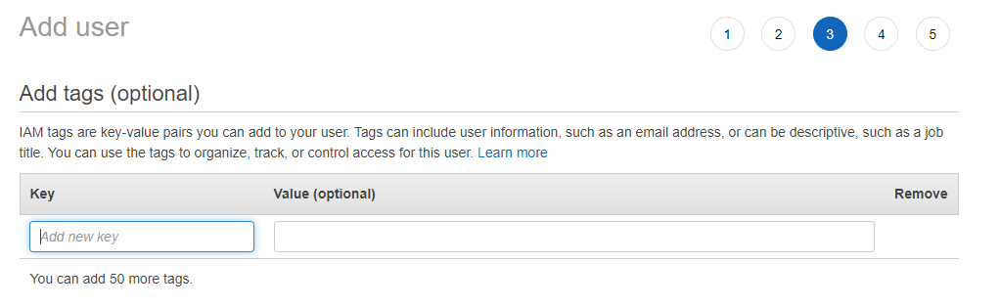 Add user
1 2 3 4 5
Add tags (optional)
IAM tags are key-value pairs you can add to your user. Tags can include user information, such as an email address, or can be descriptive, such as a job
title. You can use the tags to organize, track, or control access for this user. Learn more
Key Value (optional) Remove
Add new key
You can add 50 more tags.